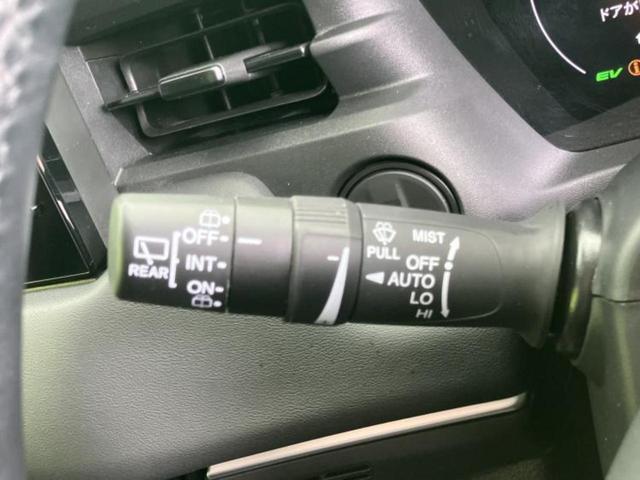 ドアが
EV
REAR
OFF
INT
ON
PULL
MIST
OFF
AUTO
LO
HI